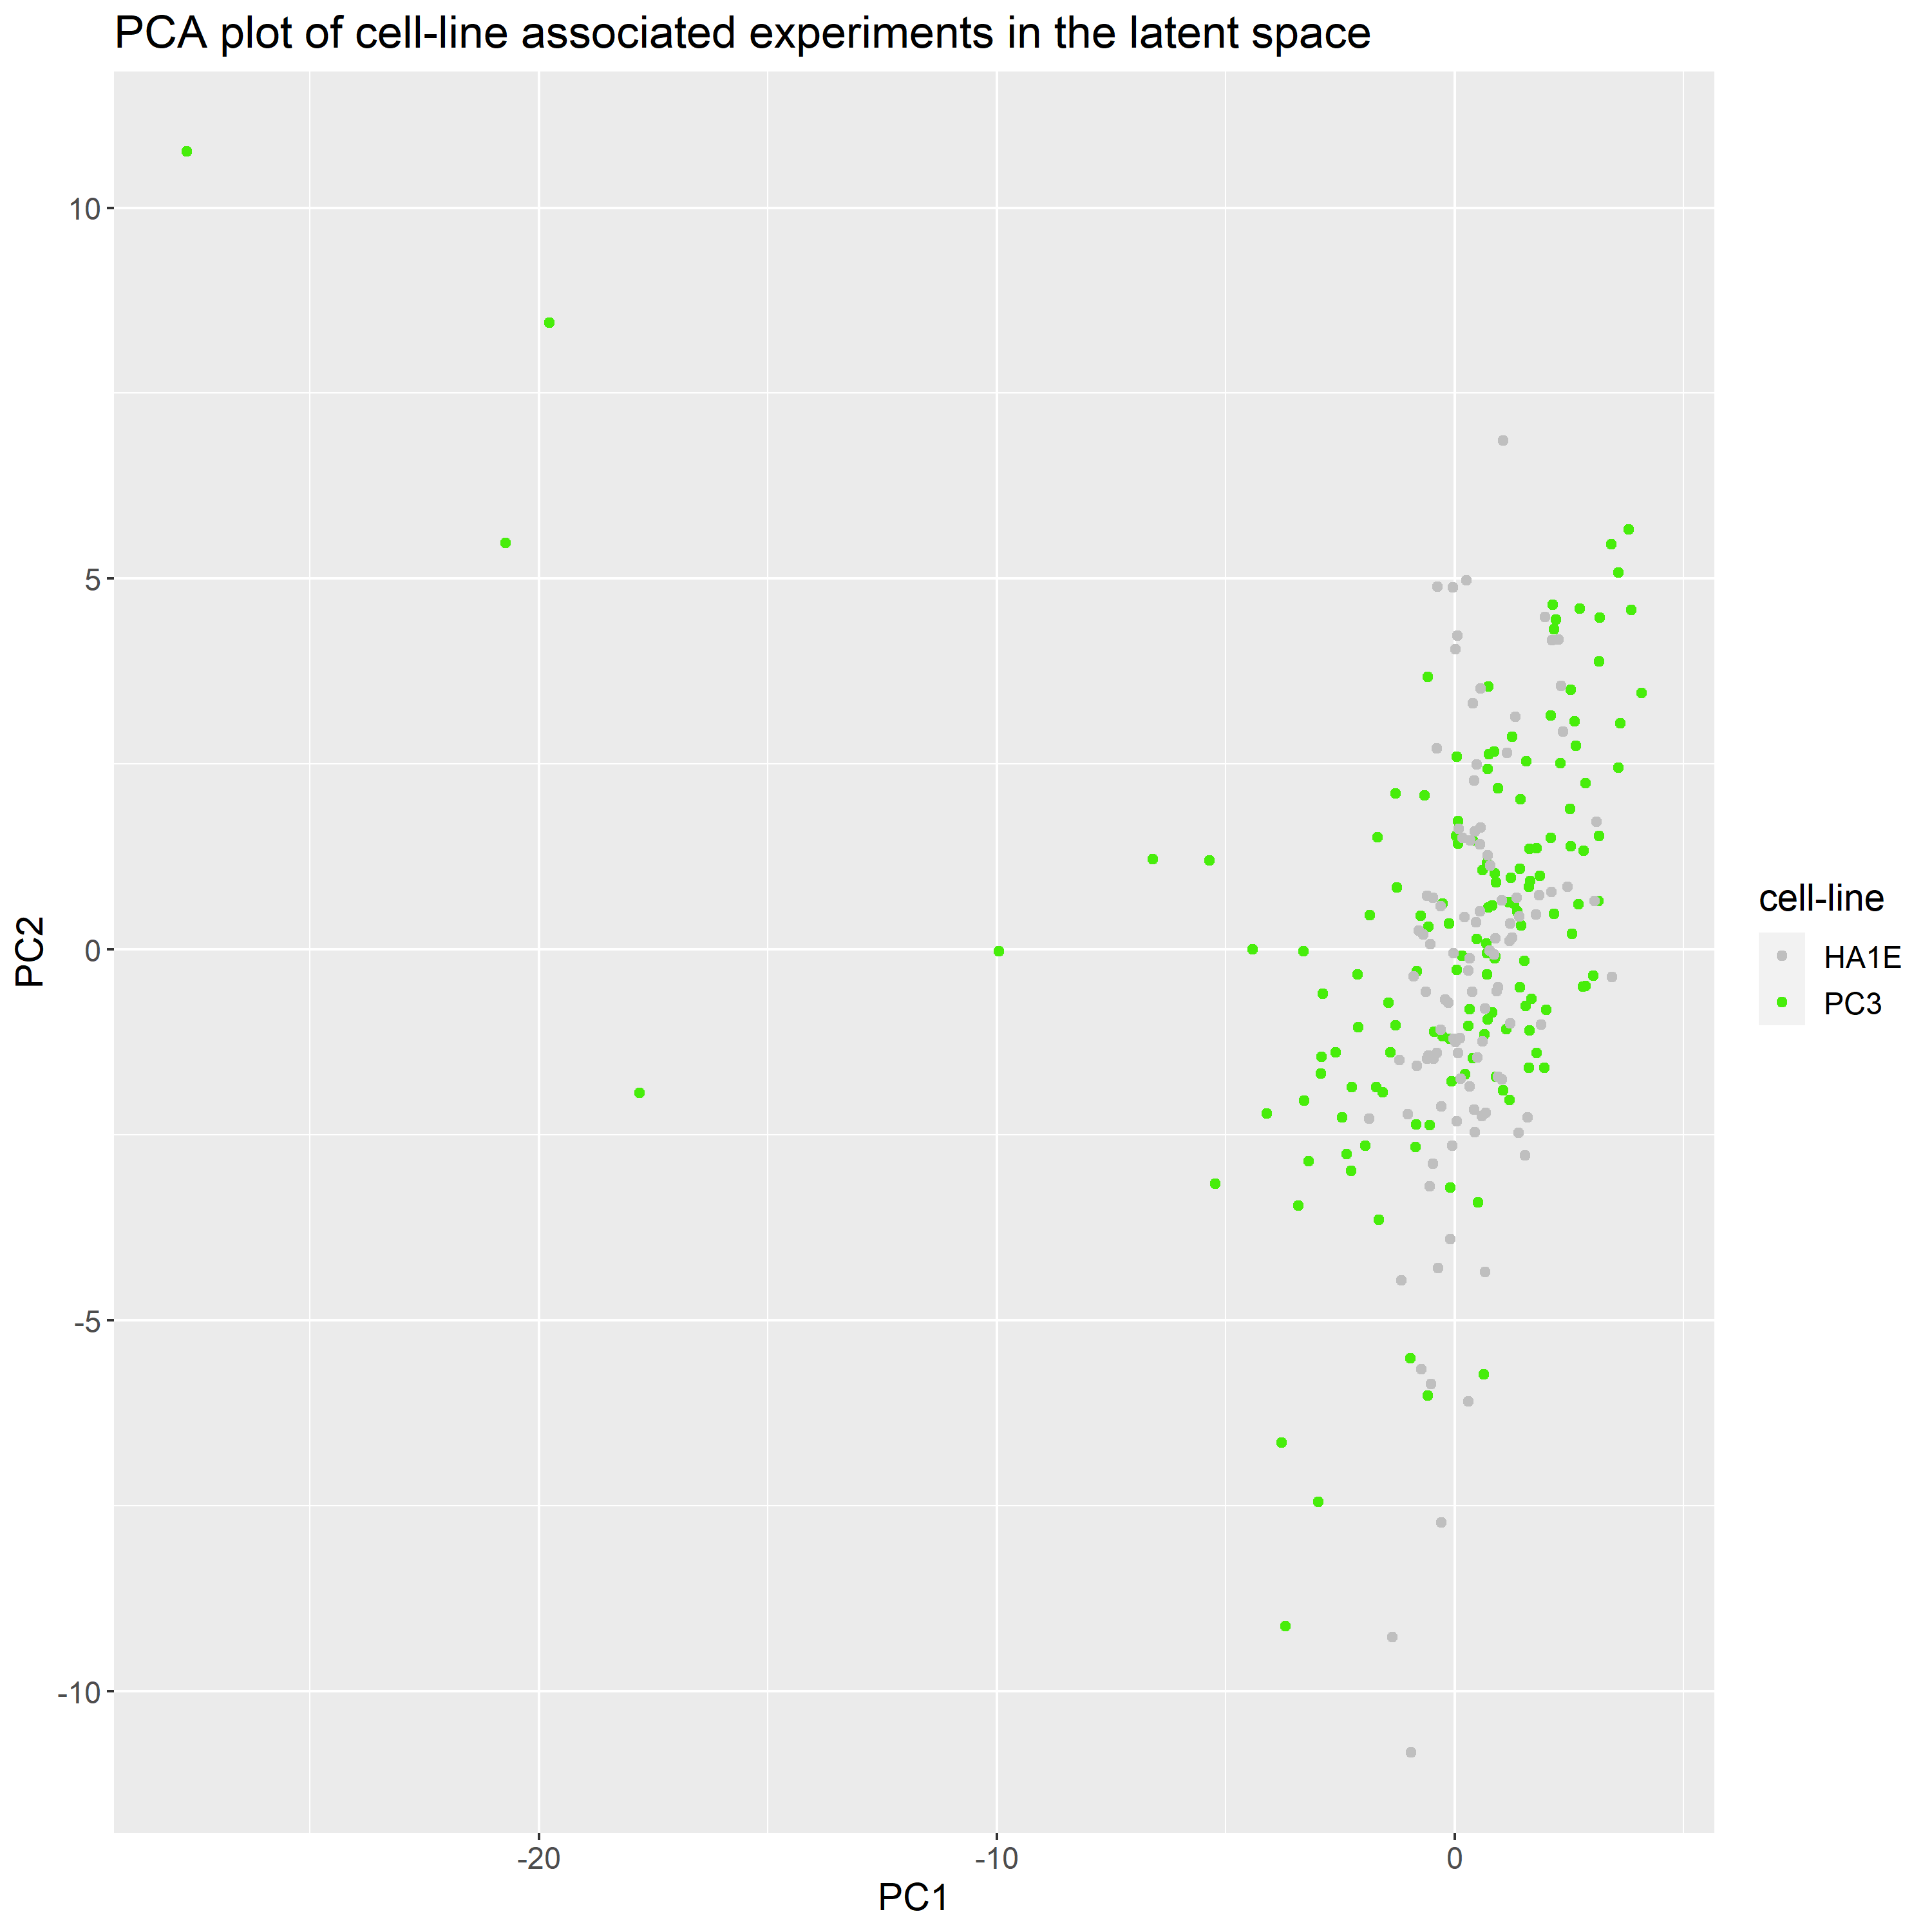 PCA plot of cell-line associated experiments in the latent space
10
5
0
-5
-10
PC2
-20
-10
0
PC1
cell-line
HA1E
PC3